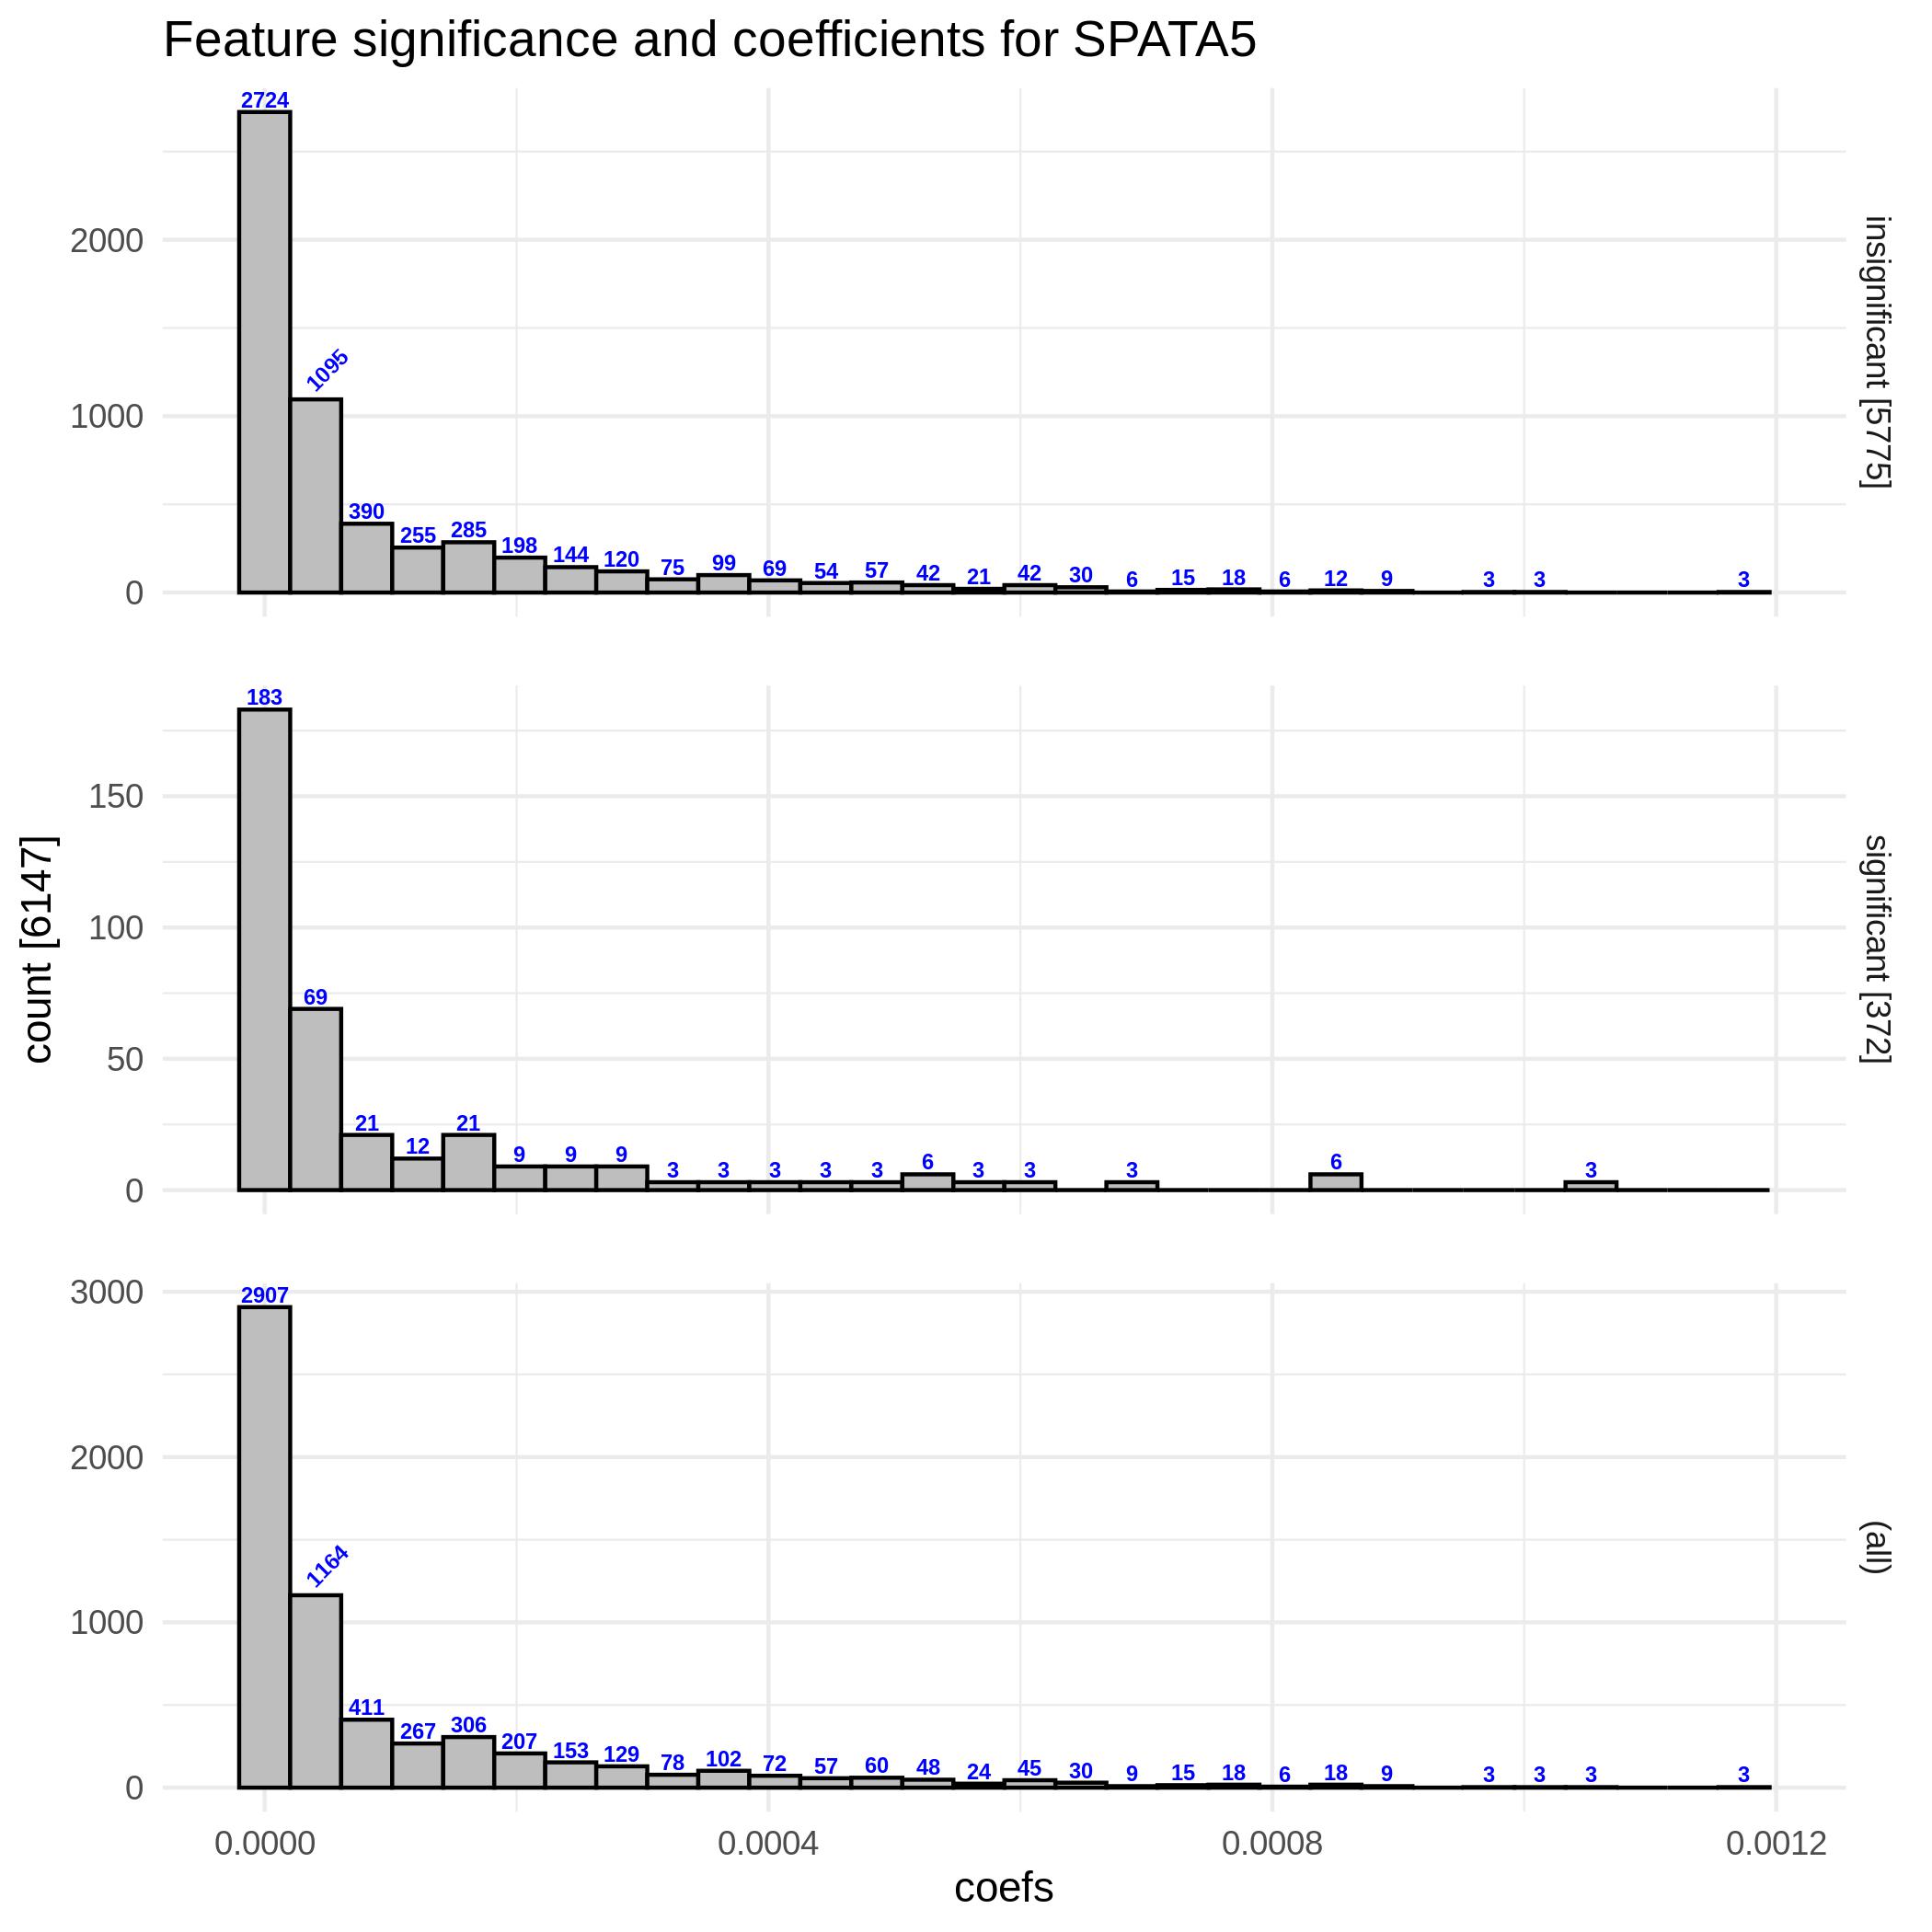 Feature significance and coefficients for SPATA5
2724
1095
390 255 285 198 144 120 75 99 69 54 57 42 21 42 30 6 15 18 6 12 9 3 3 3
2000
1000
0
insignificant [5775]
183
69
21 12 21 9 9 9 3 3 3 3 3 6 3 3 3 6 3
150
100
50
0
significant [372]
count [6147]
2907
1164
411 267 306 207 153 129 78 102 72 57 60 48 24 45 30 9 15 18 6 18 9 3 3 3 3
3000
2000
1000
0
(all)
0.0000 0.0004 0.0008 0.0012
coefs